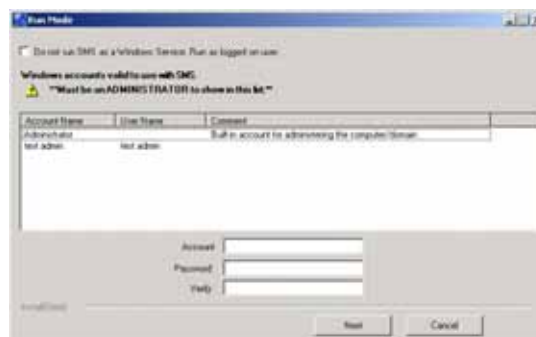 Run Mode
Do not run SMS as a Windows Service. Run as logged on user.
Windows accounts valid to use with SMS.
**Must be an ADMINISTRATOR to show in this list.**
Account Name User Name Comment
Administrator Built-in account for administering the computer/domain
test admin test admin
Account
Password
Verify
InstallShield
Next Cancel